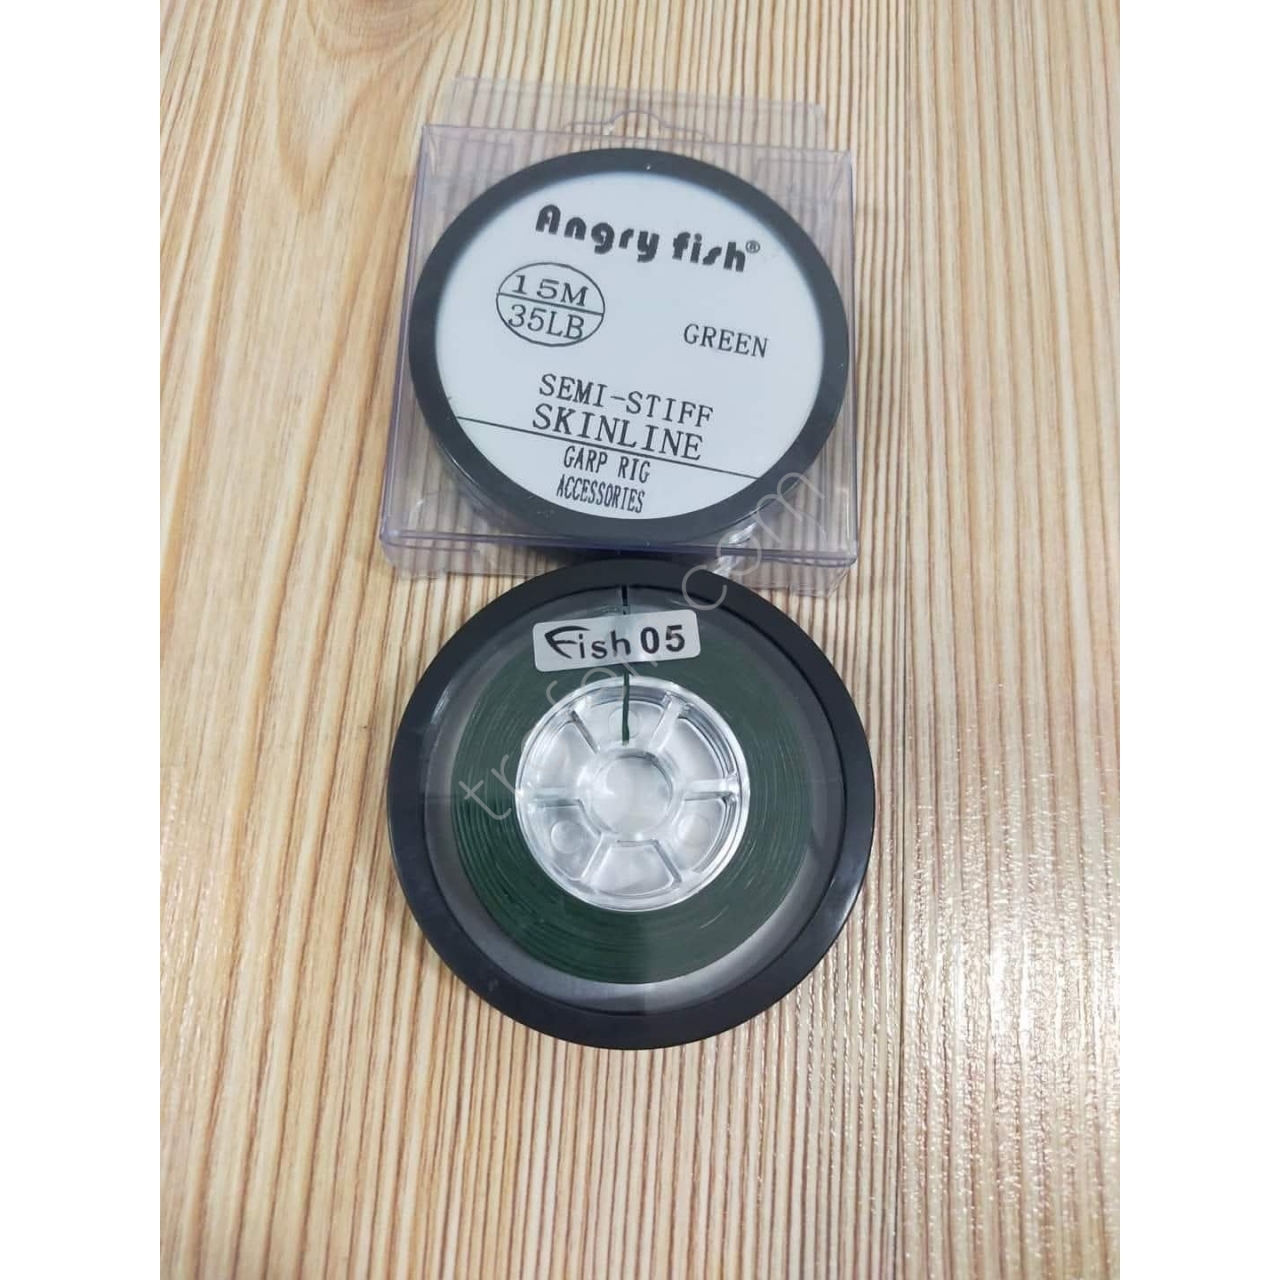 Angry fish®
15M
35LB
GREEN
SEMI-STIFF
SKINLINE
GARP RIG
ACCESSORIES
Fish 05